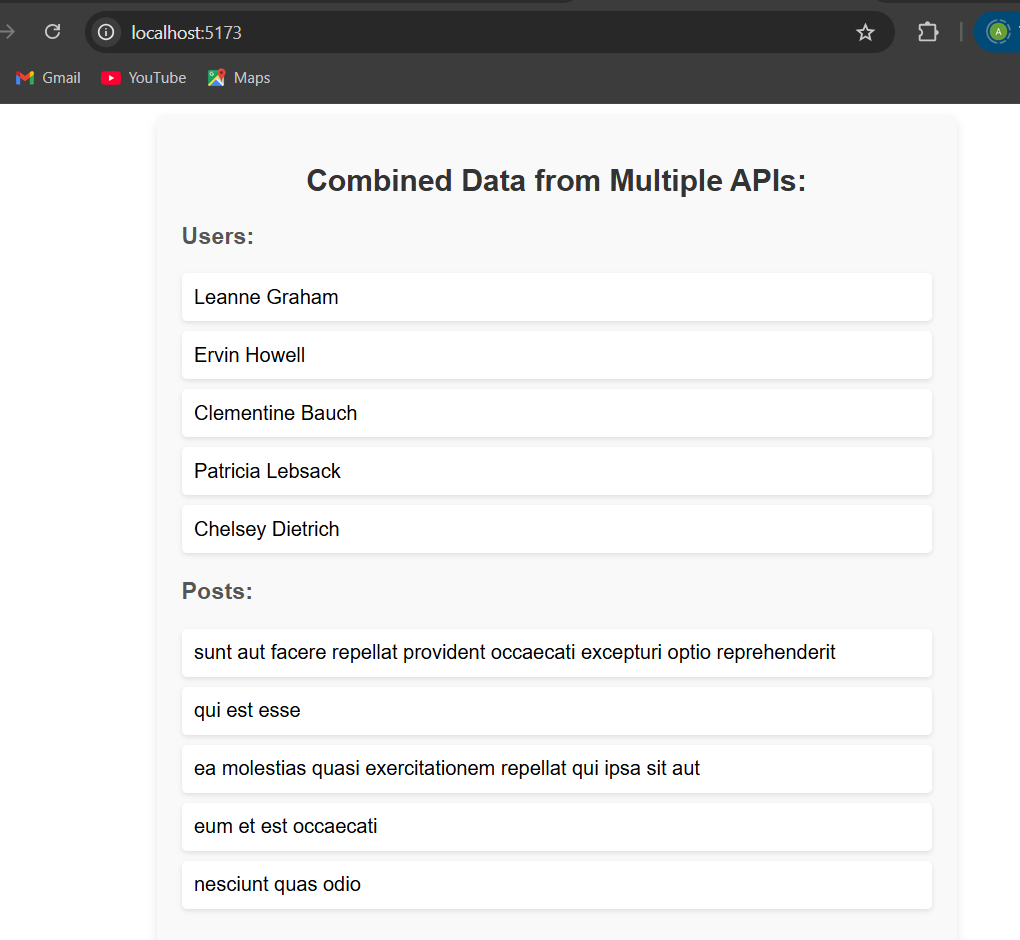 localhost:5173
A
Gmail
YouTube
Maps
Combined Data from Multiple APIs:
Users:
Leanne Graham
Ervin Howell
Clementine Bauch
Patricia Lebsack
Chelsey Dietrich
Posts:
sunt aut facere repellat provident occaecati excepturi optio reprehenderit
qui est esse
ea molestias quasi exercitationem repellat qui ipsa sit aut
eum et est occaecati
nesciunt quas odio